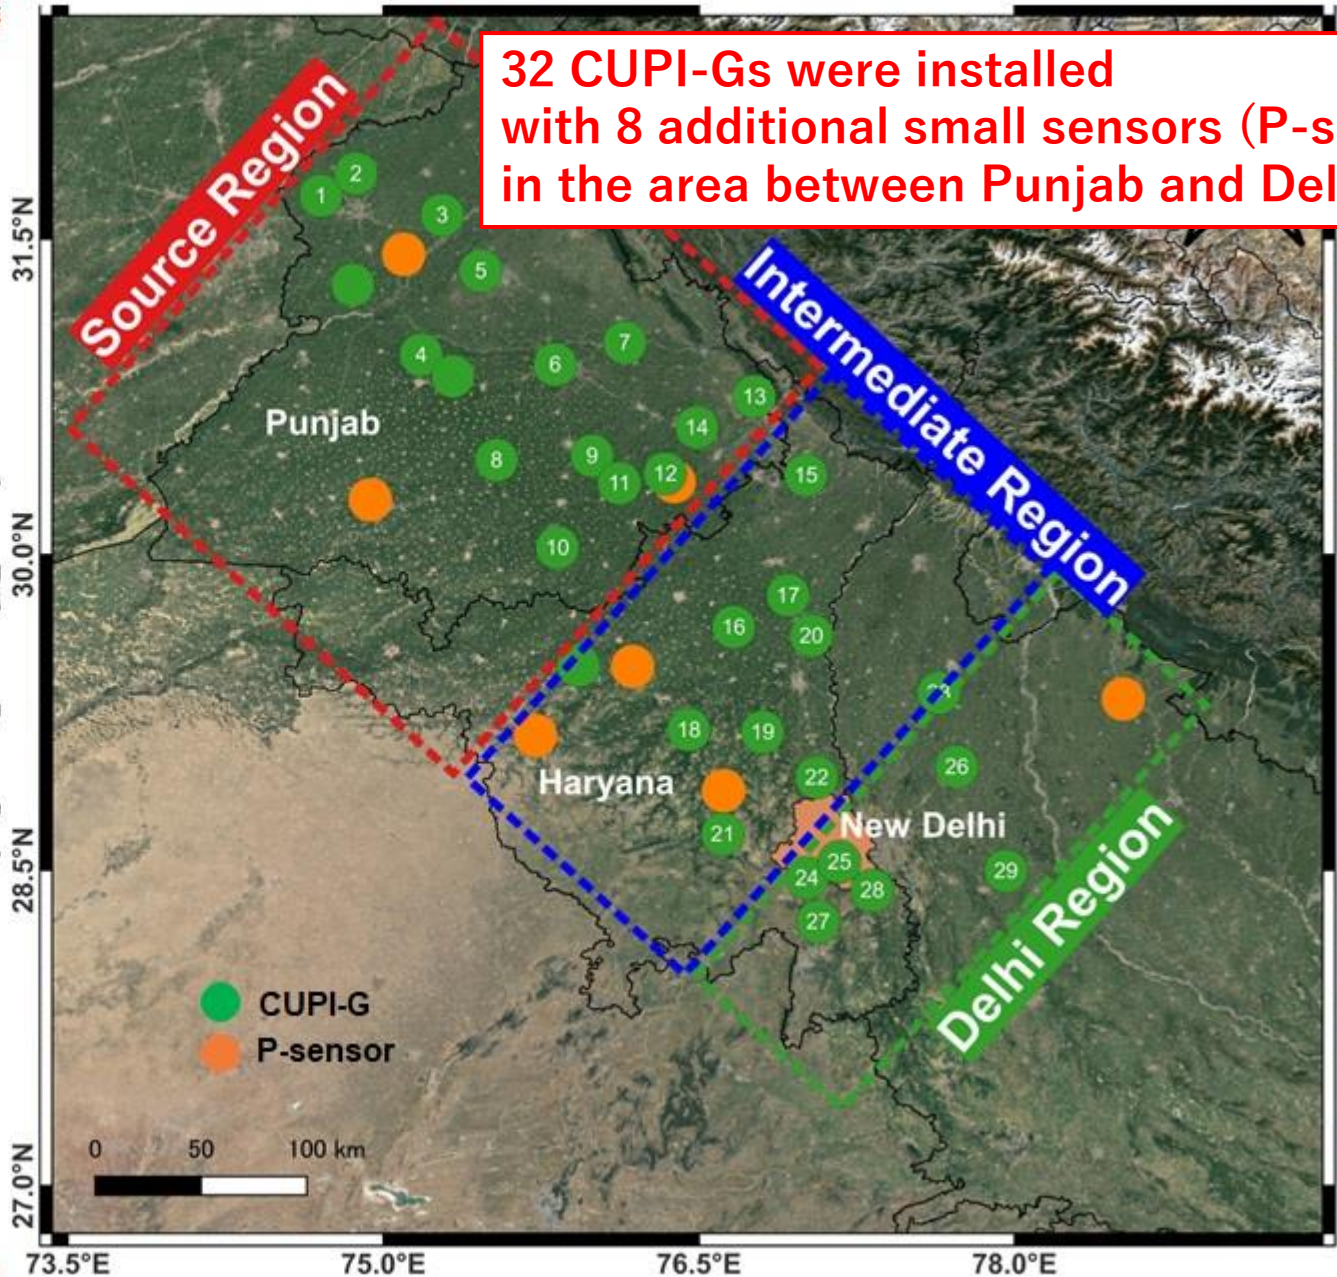 32 CUPI-Gs were installed
with 8 additional small sensors (P-s
in the area between Punjab and Del
Source Region
Intermediate Region
Delhi Region
31.5°N
30.0°N
28.5°N
27.0°N
1
2
3
5
4
7
6
13
14
Punjab
8
9
12
11
15
10
17
16
20
23
18
19
Haryana
22
26
21
New Delhi
25
24
28
29
27
CUPI-G
P-sensor
0 50 100 km
73.5°E 75.0°E 76.5°E 78.0°E